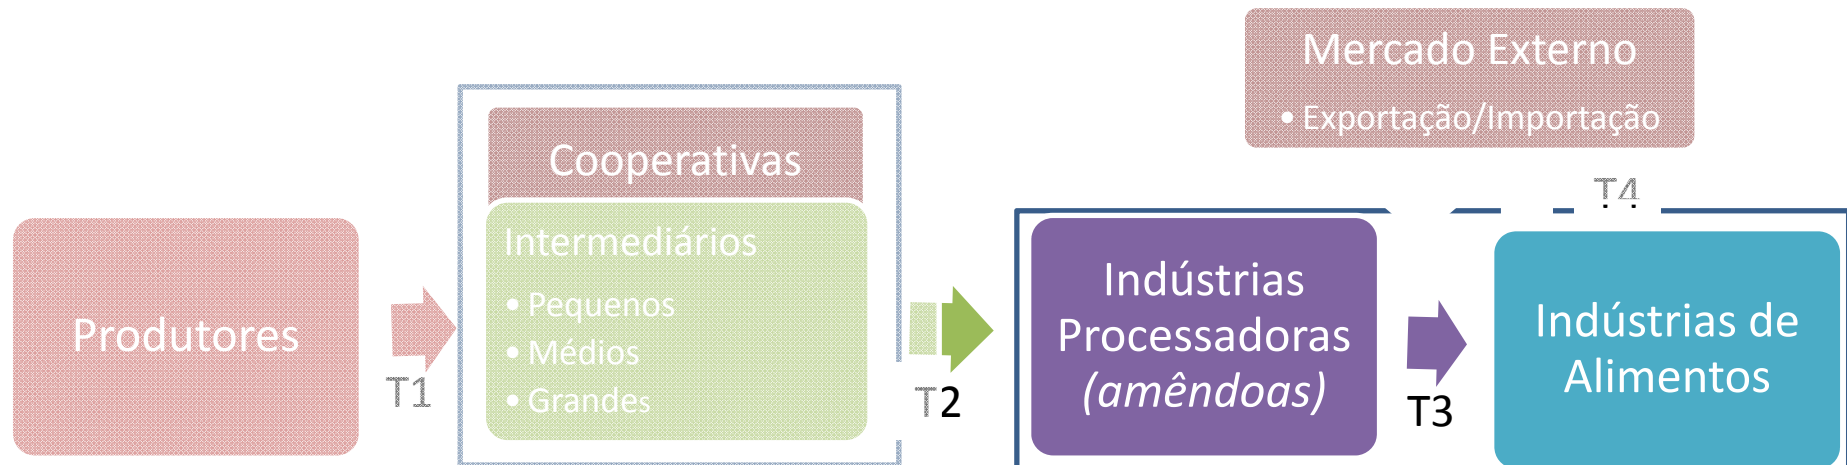 Mercado Externo
• Exportação/Importação
Cooperativas
T4
Intermediários
• Pequenos
• Médios
• Grandes
Produtores
T1
T2
Indústrias
Processadoras
(amêndoas)
T3
Indústrias de
Alimentos